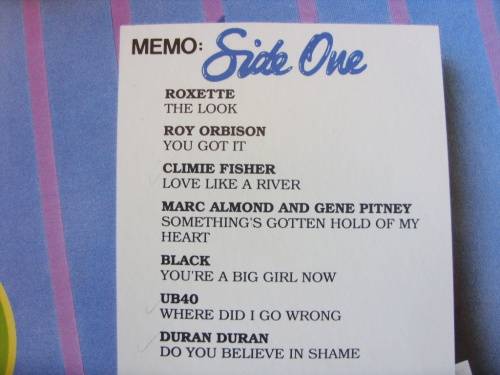 MEMO: Side One
ROXETTE
THE LOOK
ROY ORBISON
YOU GOT IT
CLIMIE FISHER
LOVE LIKE A RIVER
MARC ALMOND AND GENE PITNEY
SOMETHING'S GOTTEN HOLD OF MY
HEART
BLACK
YOU'RE A BIG GIRL NOW
UB40
WHERE DID I GO WRONG
DURAN DURAN
DO YOU BELIEVE IN SHAME